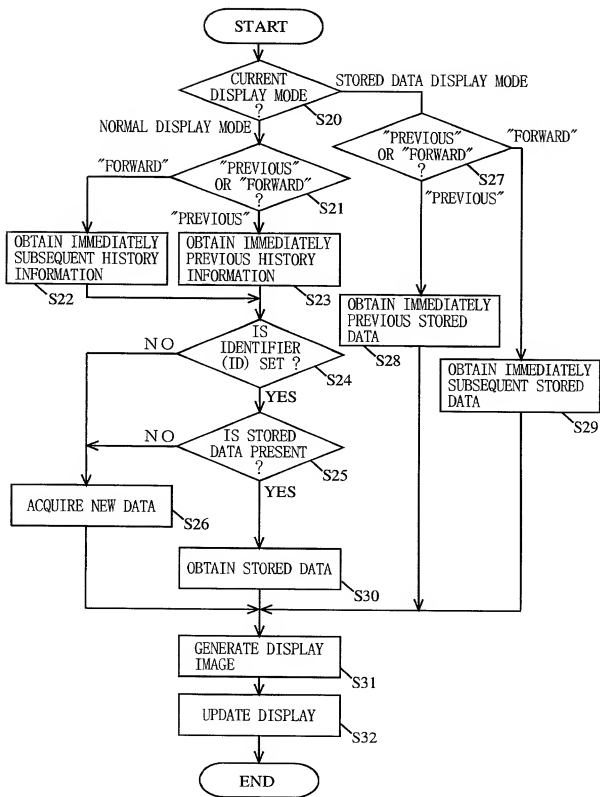 START
CURRENT
DISPLAY MODE
?
S20
STORED DATA DISPLAY MODE
NORMAL DISPLAY MODE
"PREVIOUS"
OR "FORWARD"
?
S21
"FORWARD"
"PREVIOUS"
"PREVIOUS"
OR "FORWARD"
?
S27
"FORWARD"
"PREVIOUS"
OBTAIN IMMEDIATELY
SUBSEQUENT HISTORY
INFORMATION
S22
OBTAIN IMMEDIATELY
PREVIOUS HISTORY
INFORMATION
S23
OBTAIN IMMEDIATELY
PREVIOUS STORED
DATA
S28
OBTAIN IMMEDIATELY
SUBSEQUENT STORED
DATA
S29
IS
IDENTIFIER
(ID) SET ?
S24
NO
YES
IS STORED
DATA PRESENT
?
S25
NO
YES
ACQUIRE NEW DATA
S26
OBTAIN STORED DATA
S30
GENERATE DISPLAY
IMAGE
S31
UPDATE DISPLAY
S32
END